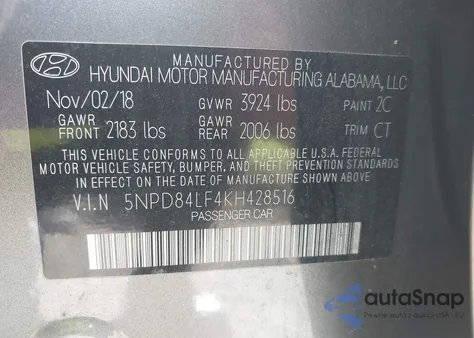 MANUFACTURED BY
HYUNDAI MOTOR MANUFACTURING ALABAMA, LLC
Nov/02/18 GVWR 3924 lbs PAINT 2C
GAWR FRONT 2183 lbs GAWR REAR 2006 lbs TRIM CT
THIS VEHICLE CONFORMS TO ALL APPLICABLE U.S.A. FEDERAL
MOTOR VEHICLE SAFETY, BUMPER, AND THEFT PREVENTION STANDARDS
IN EFFECT ON THE DATE OF MANUFACTURE SHOWN ABOVE.
V.I.N 5NPD84LF4KH428516
PASSENGER CAR
autoSnap